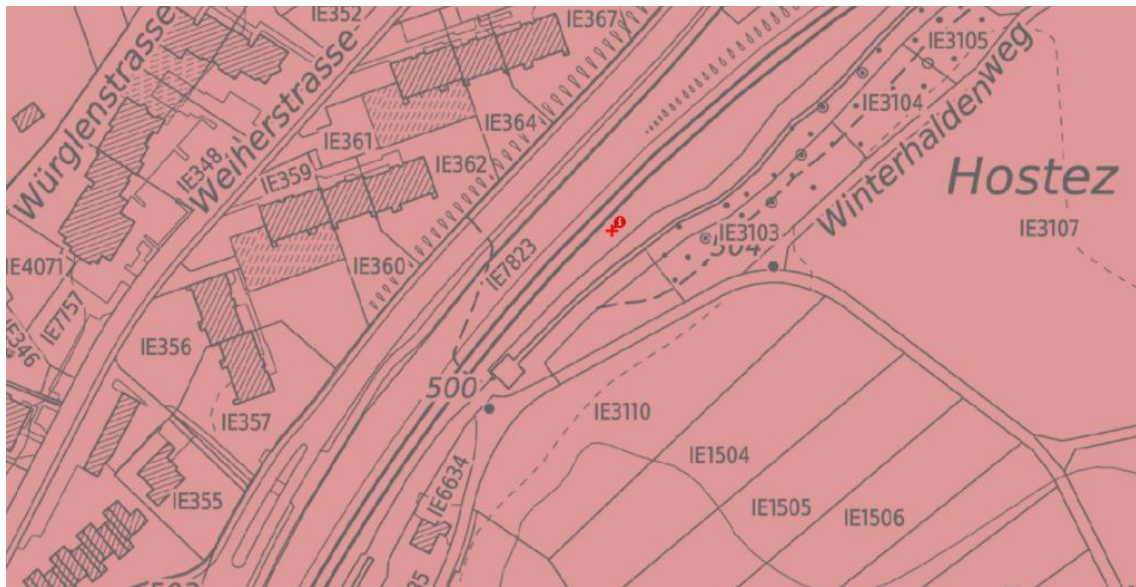 IE352
IE367
IE3105
Würglenstrasse
Weiherstrasse
IE3104
IE361
IE364
Winterhaldenweg
IE348
IE359
IE362
Hostez
IE3103
504
IE3107
IE4071
IE360
IE7823
IE7757
IE346
IE356
500
IE357
IE3110
IE1504
IE6634
IE355
IE1505
IE1506